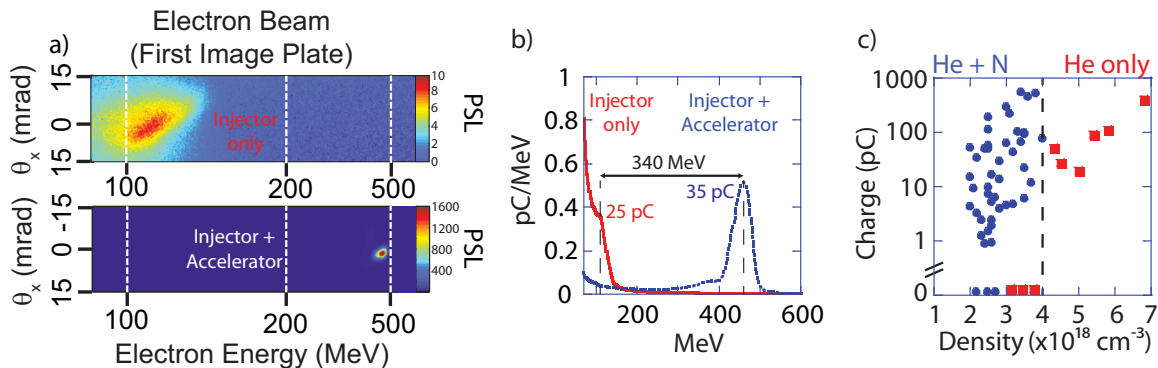 Electron Beam
(First Image Plate)
a)
15
0
15
θ_x (mrad)
Injector
only
10
8
6
4
2
0
PSL
100
200
500
-15
0
15
θ_x (mrad)
Injector +
Accelerator
1600
1200
800
400
PSL
100
200
500
Electron Energy (MeV)
b)
1
0.8
0.6
0.4
0.2
0
pC/MeV
Injector
only
Injector +
Accelerator
340 MeV
25 pC
35 pC
200
400
600
MeV
c)
He + N
He only
1000
100
10
1
0
Charge (pC)
1 2 3 4 5 6 7
Density (x10¹⁸ cm⁻³)